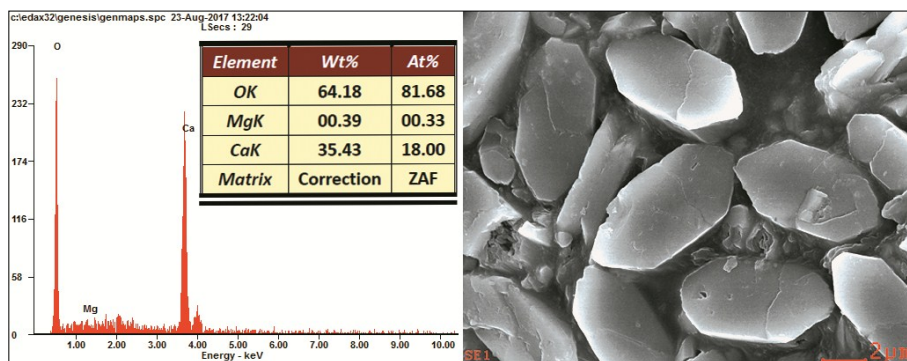 c:\edax32\genesis\genmaps.spc 23-Aug-2017 13:22:04
LSecs : 29
290
232
174
116
58
0
O
Ca
Mg
Element Wt% At%
OK 64.18 81.68
MgK 00.39 00.33
CaK 35.43 18.00
Matrix Correction ZAF
1.00 2.00 3.00 4.00 5.00 6.00 7.00 8.00 9.00 10.00
Energy - keV
SE1
2μm